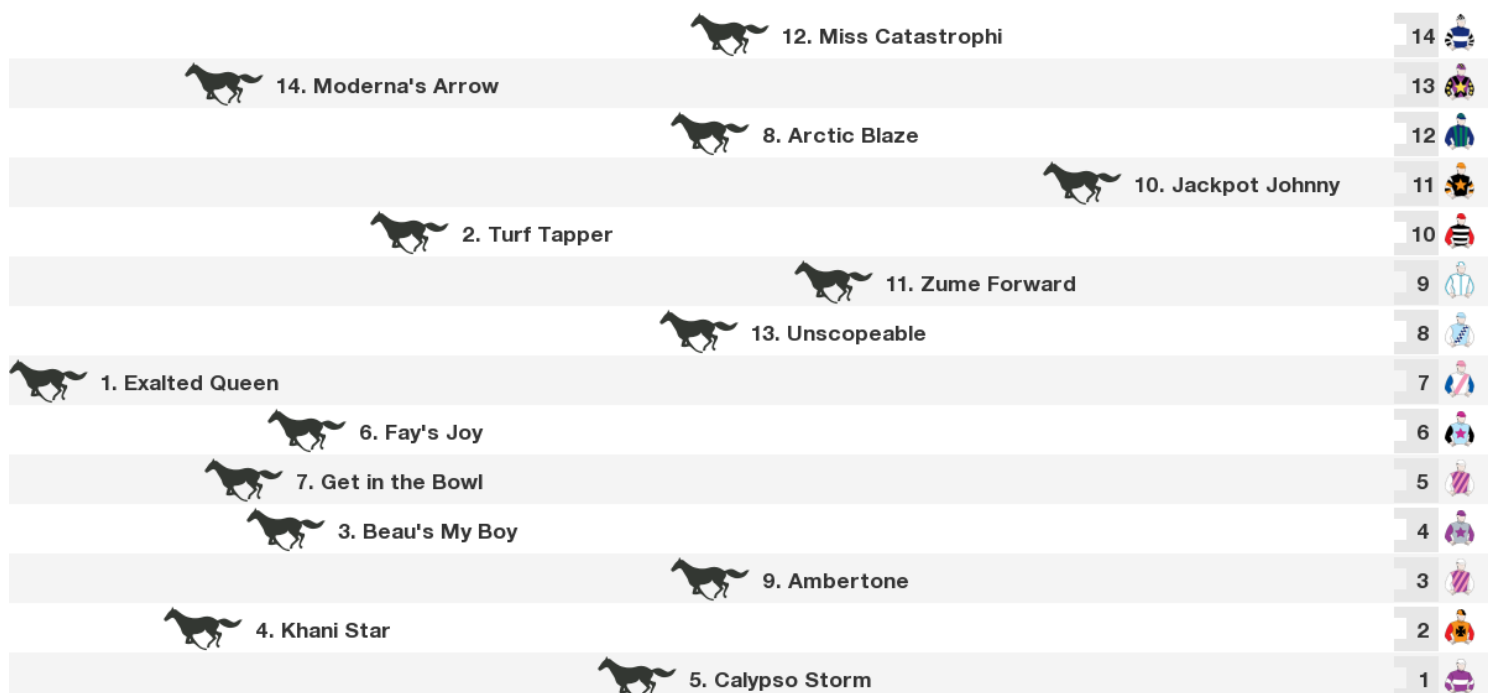 12. Miss Catastrophi 14
14. Moderna's Arrow 13
8. Arctic Blaze 12
10. Jackpot Johnny 11
2. Turf Tapper 10
11. Zume Forward 9
13. Unscopeable 8
1. Exalted Queen 7
6. Fay's Joy 6
7. Get in the Bowl 5
3. Beau's My Boy 4
9. Ambertone 3
4. Khani Star 2
5. Calypso Storm 1